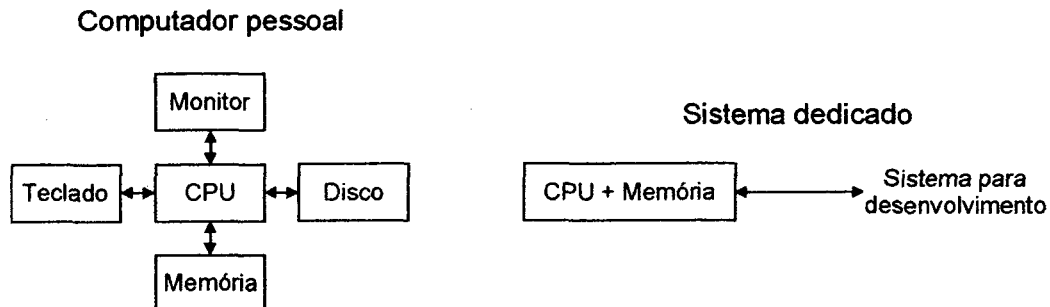 Computador pessoal
Monitor
Sistema dedicado
Teclado
CPU
Disco
CPU + Memória
Sistema para
desenvolvimento
Memória